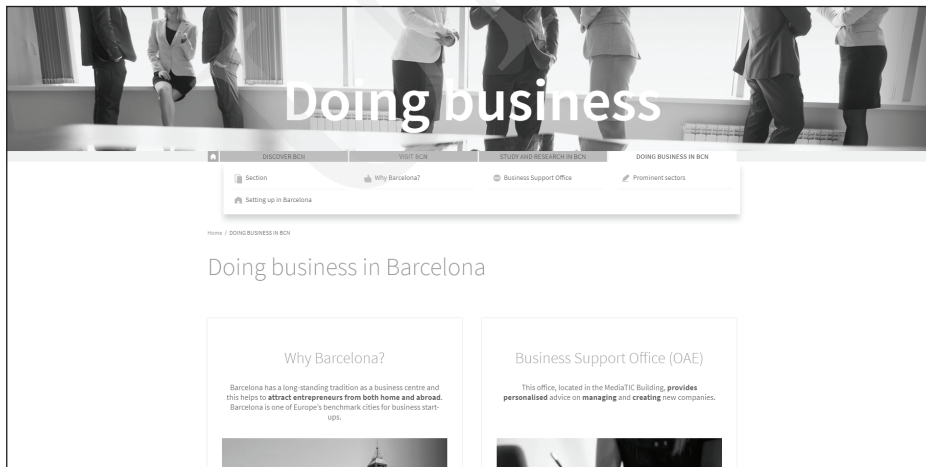 Doing business
DISCOVER BCN
VISIT BCN
STUDY AND RESEARCH IN BCN
DOING BUSINESS IN BCN
Section
Why Barcelona?
Business Support Office
Prominent sectors
Setting up in Barcelona
Home / DOING BUSINESS IN BCN
Doing business in Barcelona
Why Barcelona?
Barcelona has a long-standing tradition as a business centre and
this helps to attract entrepreneurs from both home and abroad.
Barcelona is one of Europe's benchmark cities for business start-
ups.
Business Support Office (OAE)
This office, located in the MediaTIC Building, provides
personalised advice on managing and creating new companies.